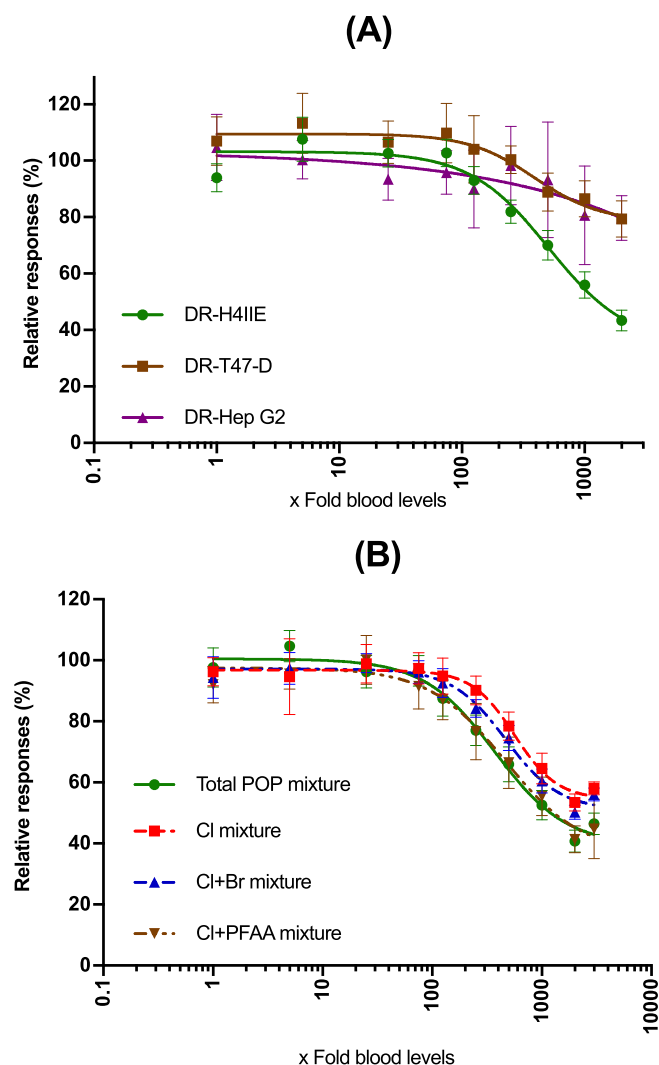 (A)
Relative responses (%)
120
100
80
60
40
20
0
DR-H4IIE
DR-T47-D
DR-Hep G2
0.1
1
10
100
1000
x Fold blood levels
(B)
Relative responses (%)
120
100
80
60
40
20
0
Total POP mixture
Cl mixture
Cl+Br mixture
Cl+PFAA mixture
0.1
1
10
100
1000
10000
x Fold blood levels